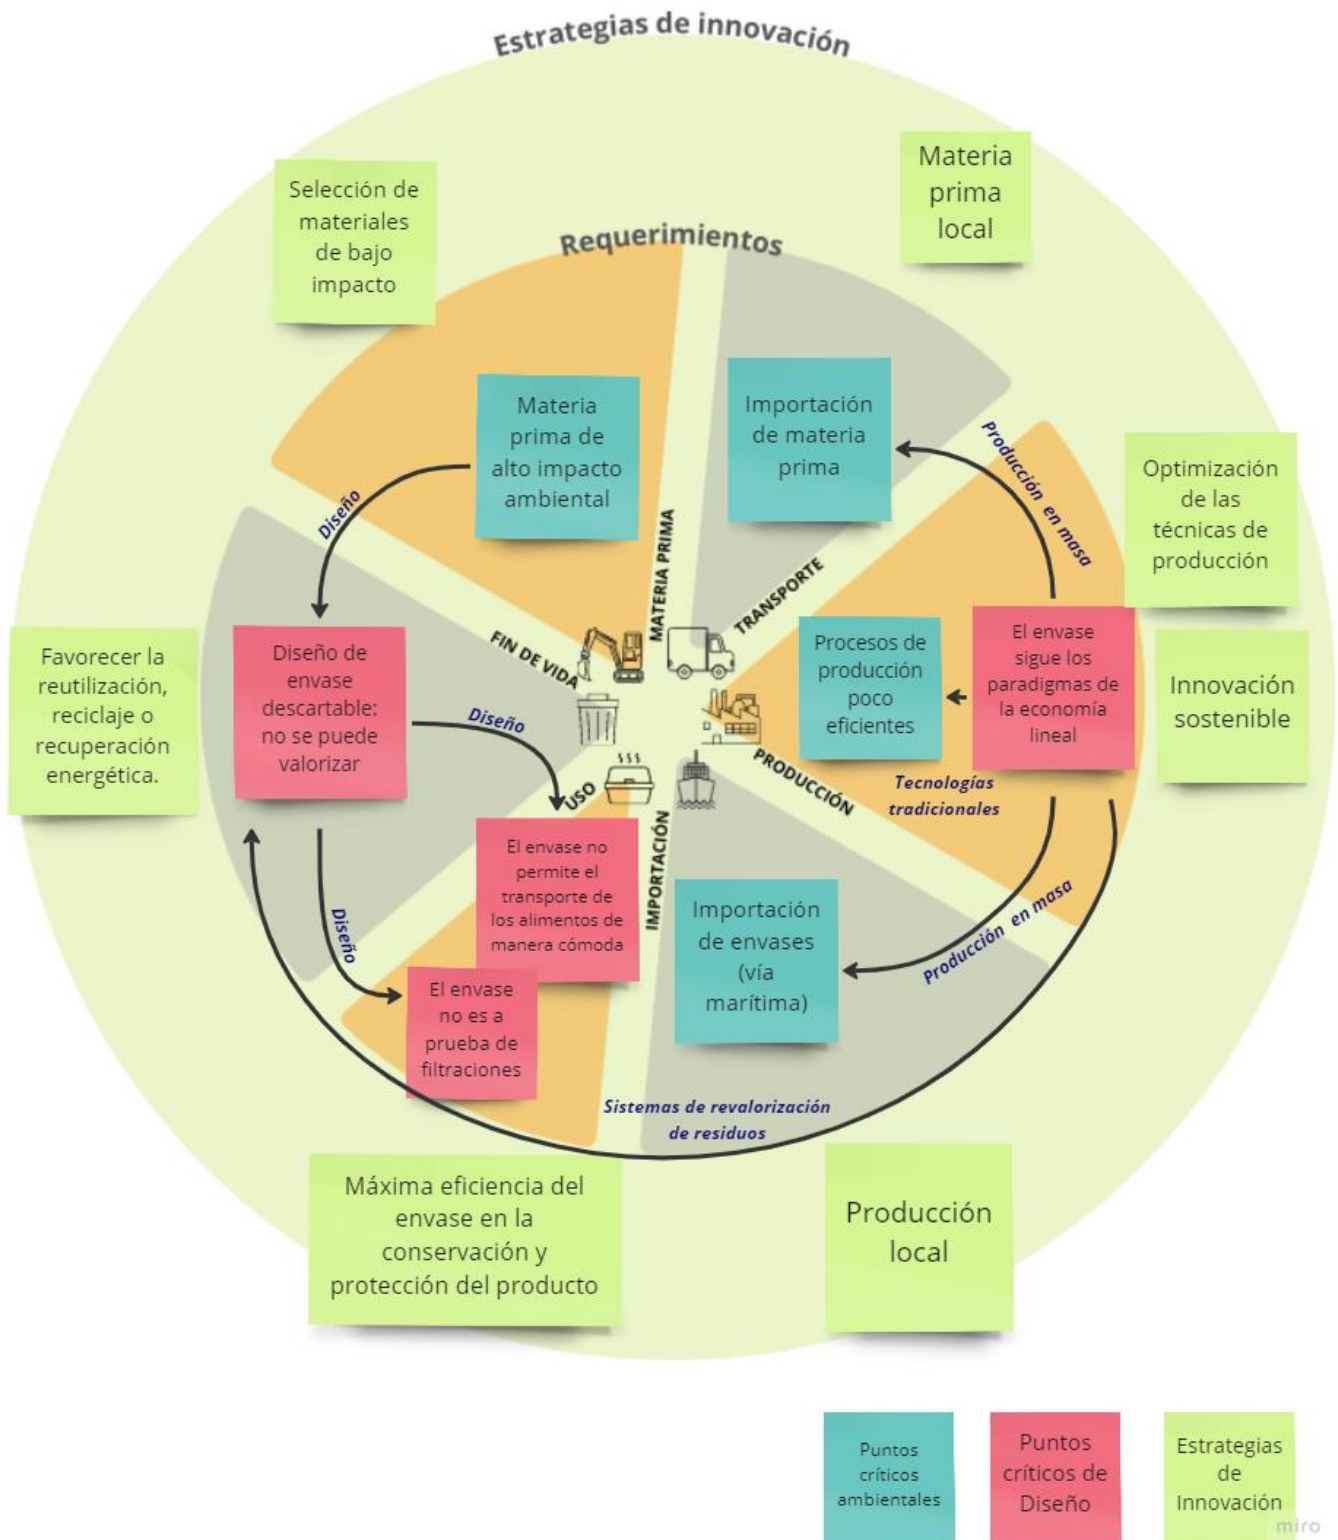 Estrategias de innovación
Selección de
materiales
de bajo
impacto
Materia
prima
local
Requerimientos
Materia
prima de
alto impacto
ambiental
Importación
de materia
prima
Producción en masa
Optimización
de las
técnicas de
producción
Diseño
MATERIA PRIMA
TRANSPORTE
FIN DE VIDA
Favorecer la
reutilización,
reciclaje o
recuperación
energética.
Diseño de
envase
descartable:
no se puede
valorizar
Diseño
Procesos de
producción
poco
eficientes
El envase
sigue los
paradigmas de
la economía
lineal
Innovación
sostenible
USO
IMPORTACIÓN
PRODUCCIÓN
Tecnologías
tradicionales
El envase no
permite el
transporte de
los alimentos de
manera cómoda
Diseño
El envase
no es a
prueba de
filtraciones
Importación
de envases
(vía
marítima)
Producción en masa
Sistemas de revalorización
de residuos
Máxima eficiencia del
envase en la
conservación y
protección del producto
Producción
local
Puntos
críticos
ambientales
Puntos
críticos de
Diseño
Estrategias
de
Innovación
miro